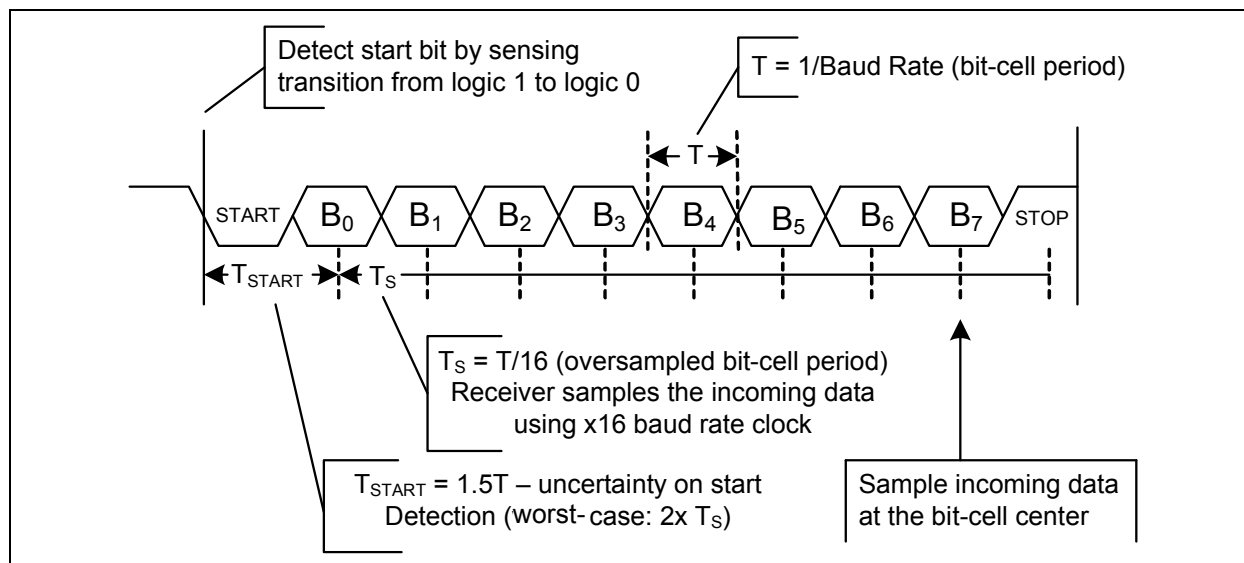 Detect start bit by sensing
transition from logic 1 to logic 0
T = 1/Baud Rate (bit-cell period)
T
START B0 B1 B2 B3 B4 B5 B6 B7 STOP
TSTART TS
TS = T/16 (oversampled bit-cell period)
Receiver samples the incoming data
using x16 baud rate clock
TSTART = 1.5T – uncertainty on start
Detection (worst-case: 2x TS)
Sample incoming data
at the bit-cell center